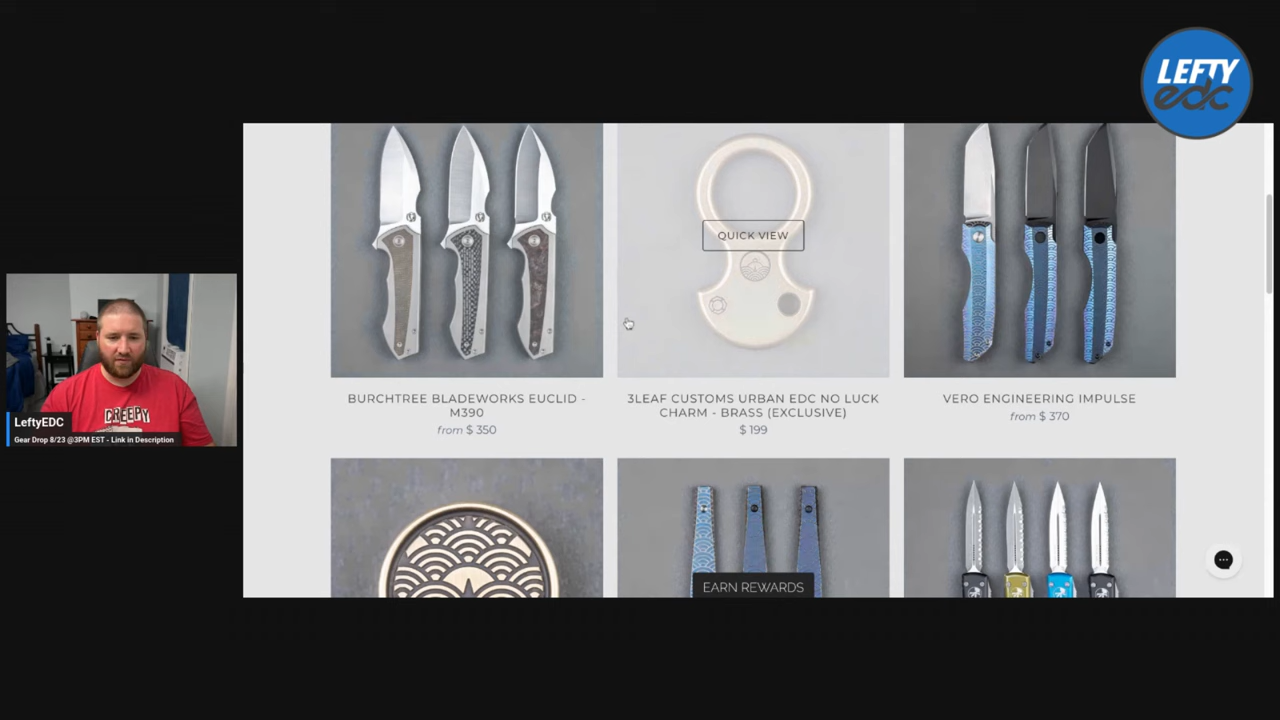 LEFTY
edc
QUICK VIEW
BURCHTREE BLADEWORKS EUCLID -
M390
from $ 350
3LEAF CUSTOMS URBAN EDC NO LUCK
CHARM - BRASS (EXCLUSIVE)
$ 199
VERO ENGINEERING IMPULSE
from $ 370
CREEPY
LeftyEDC
Gear Drop 8/23 @3PM EST - Link in Description
EARN REWARDS